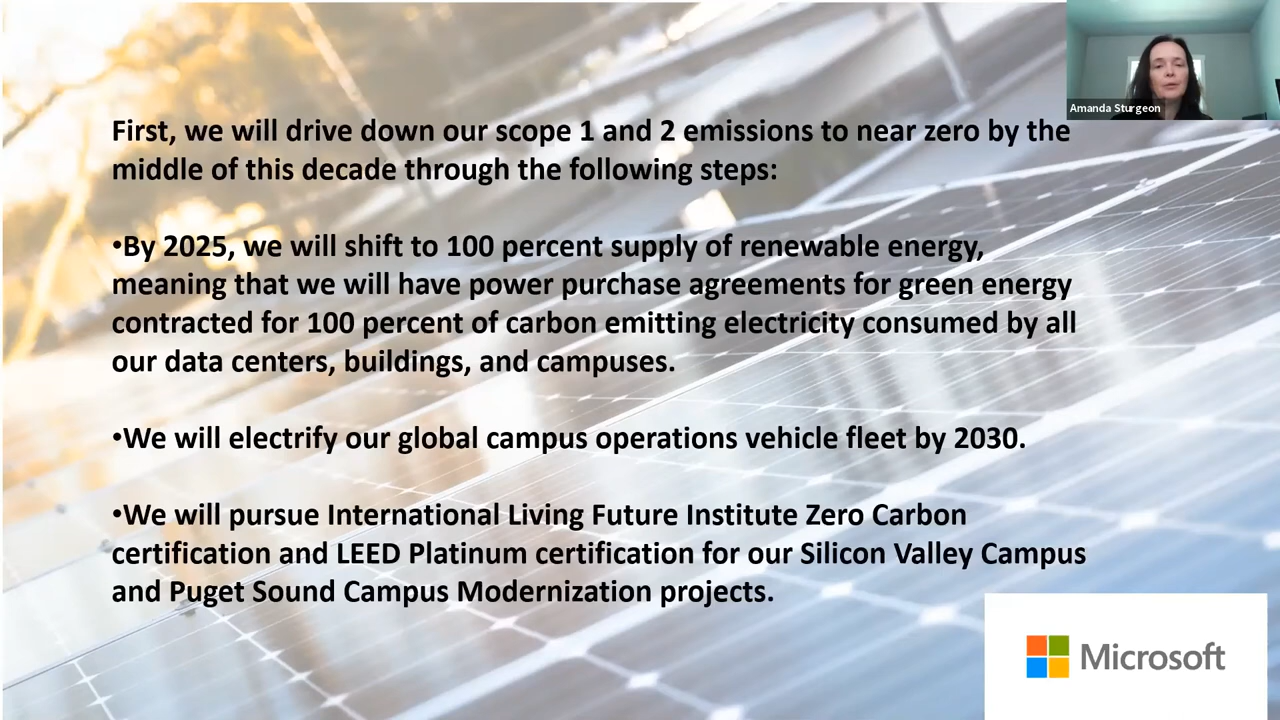 Amanda Sturgeon
First, we will drive down our scope 1 and 2 emissions to near zero by the
middle of this decade through the following steps:
•By 2025, we will shift to 100 percent supply of renewable energy,
meaning that we will have power purchase agreements for green energy
contracted for 100 percent of carbon emitting electricity consumed by all
our data centers, buildings, and campuses.
•We will electrify our global campus operations vehicle fleet by 2030.
•We will pursue International Living Future Institute Zero Carbon
certification and LEED Platinum certification for our Silicon Valley Campus
and Puget Sound Campus Modernization projects.
Microsoft